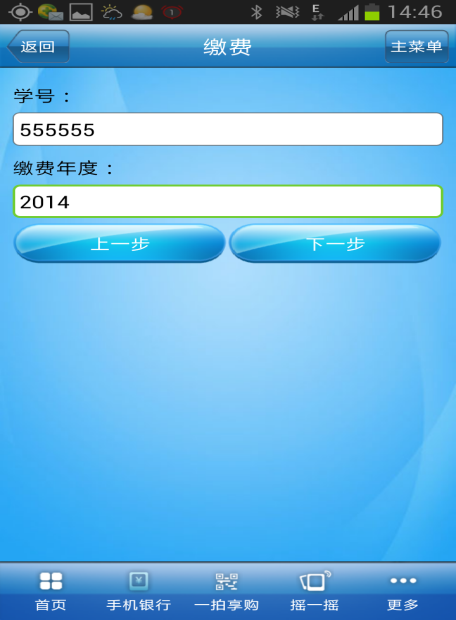 E 14:46
返回 缴费 主菜单
学号：
555555
缴费年度：
2014
上一步 下一步
首页 手机银行 一拍享购 摇一摇 更多